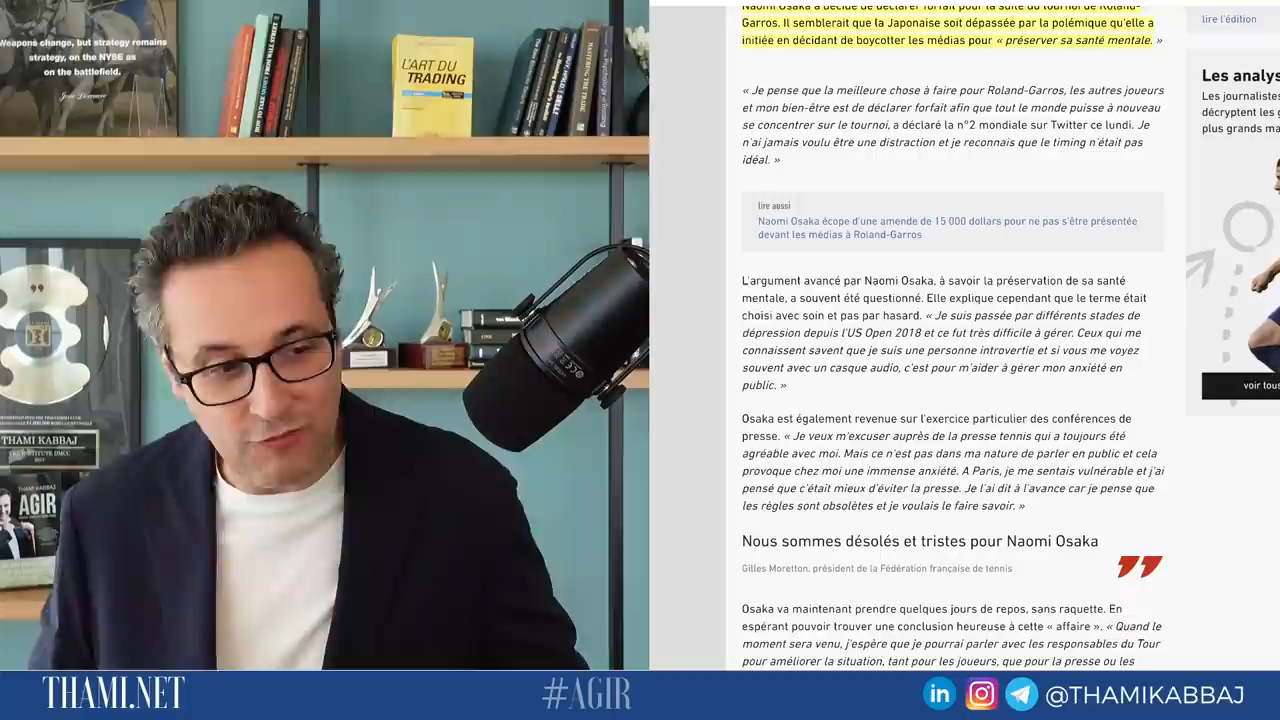 Weapons change, but strategy remains
strategy, on the NYSE as
on the battlefield.
Jesse Livermore
L'ART DU
TRADING
THAMI KABBAJ
THAMI KABBAJ
AGIR
Naomi Osaka a décidé de déclarer forfait pour la suite du tournoi de Roland-
Garros. Il semblerait que la Japonaise soit dépassée par la polémique qu'elle a
initiée en décidant de boycotter les médias pour « préserver sa santé mentale. »
« Je pense que la meilleure chose à faire pour Roland-Garros, les autres joueurs
et mon bien-être est de déclarer forfait afin que tout le monde puisse à nouveau
se concentrer sur le tournoi, a déclaré la n°2 mondiale sur Twitter ce lundi. Je
n'ai jamais voulu être une distraction et je reconnais que le timing n'était pas
idéal. »
lire aussi
Naomi Osaka écope d'une amende de 15 000 dollars pour ne pas s'être présentée
devant les médias à Roland-Garros
L'argument avancé par Naomi Osaka, à savoir la préservation de sa santé
mentale, a souvent été questionné. Elle explique cependant que le terme était
choisi avec soin et pas par hasard. « Je suis passée par différents stades de
dépression depuis l'US Open 2018 et ce fut très difficile à gérer. Ceux qui me
connaissent savent que je suis une personne introvertie et si vous me voyez
souvent avec un casque audio, c'est pour m'aider à gérer mon anxiété en
public. »
Osaka est également revenue sur l'exercice particulier des conférences de
presse. « Je veux m'excuser auprès de la presse tennis qui a toujours été
agréable avec moi. Mais ce n'est pas dans ma nature de parler en public et cela
provoque chez moi une immense anxiété. A Paris, je me sentais vulnérable et j'ai
pensé que c'était mieux d'éviter la presse. Je l'ai dit à l'avance car je pense que
les règles sont obsolètes et je voulais le faire savoir. »
Nous sommes désolés et tristes pour Naomi Osaka
Gilles Moretton, président de la Fédération française de tennis
Osaka va maintenant prendre quelques jours de repos, sans raquette. En
espérant pouvoir trouver une conclusion heureuse à cette « affaire ». « Quand le
moment sera venu, j'espère que je pourrai parler avec les responsables du Tour
pour améliorer la situation, tant pour les joueurs, que pour la presse ou les
lire l'édition
Les analys
Les journalistes
décryptent les g
plus grands ma
voir tous
THAMI.NET
#AGIR
@THAMIKABBAJ